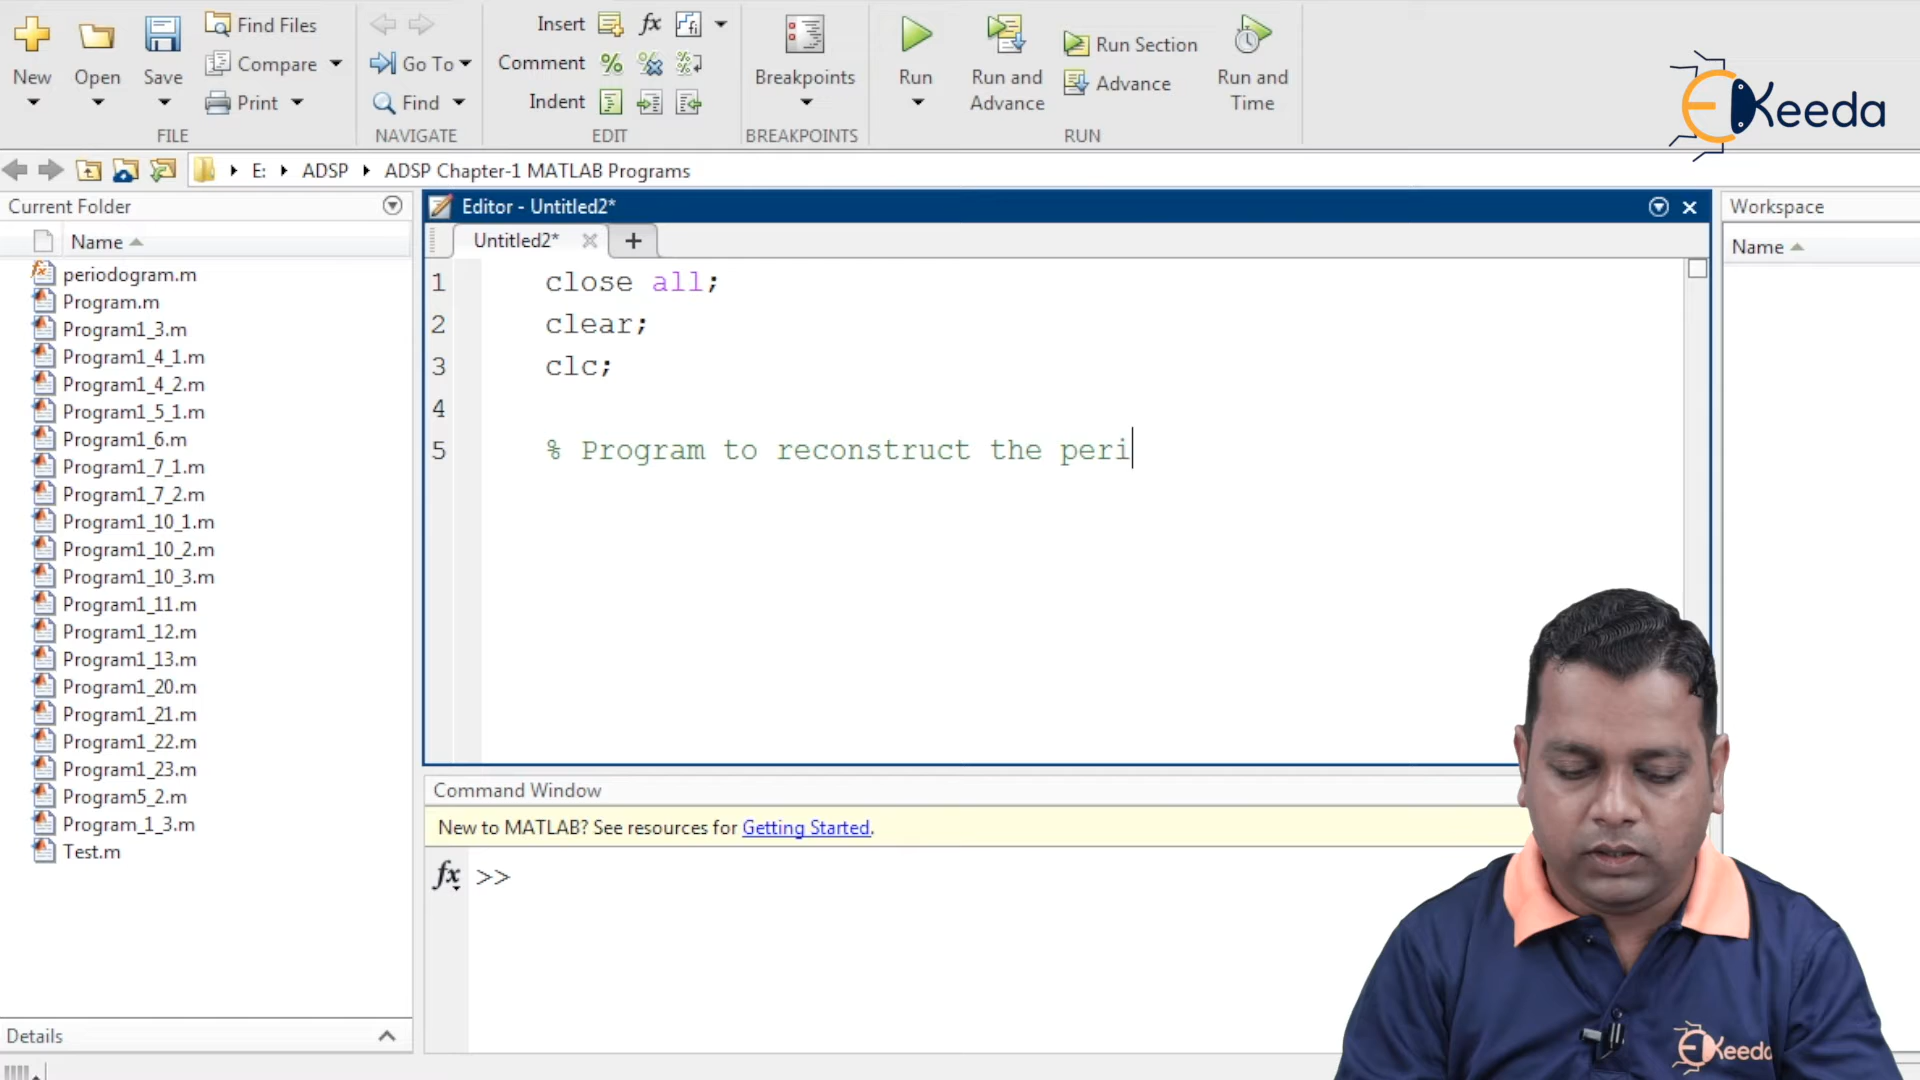 New
Open
Save
Find Files
Compare
Print
FILE
Go To
Find
NAVIGATE
Insert
fx
fi
Comment
%
Indent
EDIT
Breakpoints
BREAKPOINTS
Run
Run and
Advance
Run Section
Advance
Run and
Time
RUN
EKeeda
E:
ADSP
ADSP Chapter-1 MATLAB Programs
Current Folder
Name
periodogram.m
Program.m
Program1_3.m
Program1_4_1.m
Program1_4_2.m
Program1_5_1.m
Program1_6.m
Program1_7_1.m
Program1_7_2.m
Program1_10_1.m
Program1_10_2.m
Program1_10_3.m
Program1_11.m
Program1_12.m
Program1_13.m
Program1_20.m
Program1_21.m
Program1_22.m
Program1_23.m
Program5_2.m
Program_1_3.m
Test.m
Details
Editor - Untitled2*
Untitled2*
1 close all;
2 clear;
3 clc;
4
5 % Program to reconstruct the peri
Command Window
New to MATLAB? See resources for Getting Started.
fx >>
Workspace
Name
EKeeda